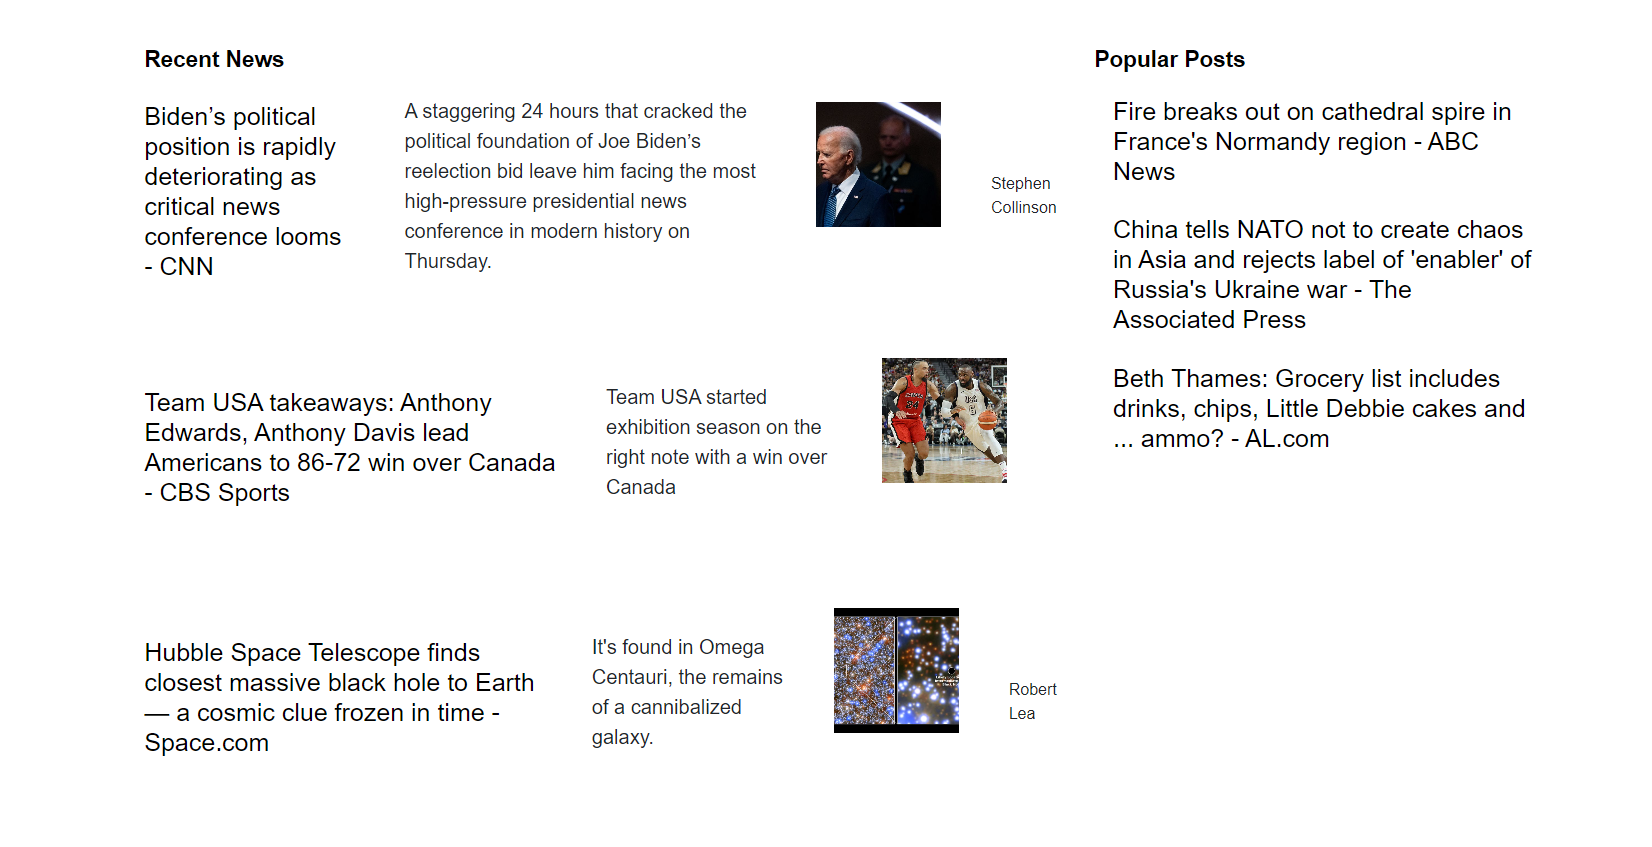 Recent News
Biden’s political
position is rapidly
deteriorating as
critical news
conference looms
- CNN
A staggering 24 hours that cracked the
political foundation of Joe Biden’s
reelection bid leave him facing the most
high-pressure presidential news
conference in modern history on
Thursday.
Stephen
Collinson
Team USA takeaways: Anthony
Edwards, Anthony Davis lead
Americans to 86-72 win over Canada
- CBS Sports
Team USA started
exhibition season on the
right note with a win over
Canada
Hubble Space Telescope finds
closest massive black hole to Earth
— a cosmic clue frozen in time -
Space.com
It's found in Omega
Centauri, the remains
of a cannibalized
galaxy.
Robert
Lea
Popular Posts
Fire breaks out on cathedral spire in
France's Normandy region - ABC
News
China tells NATO not to create chaos
in Asia and rejects label of 'enabler' of
Russia's Ukraine war - The
Associated Press
Beth Thames: Grocery list includes
drinks, chips, Little Debbie cakes and
... ammo? - AL.com